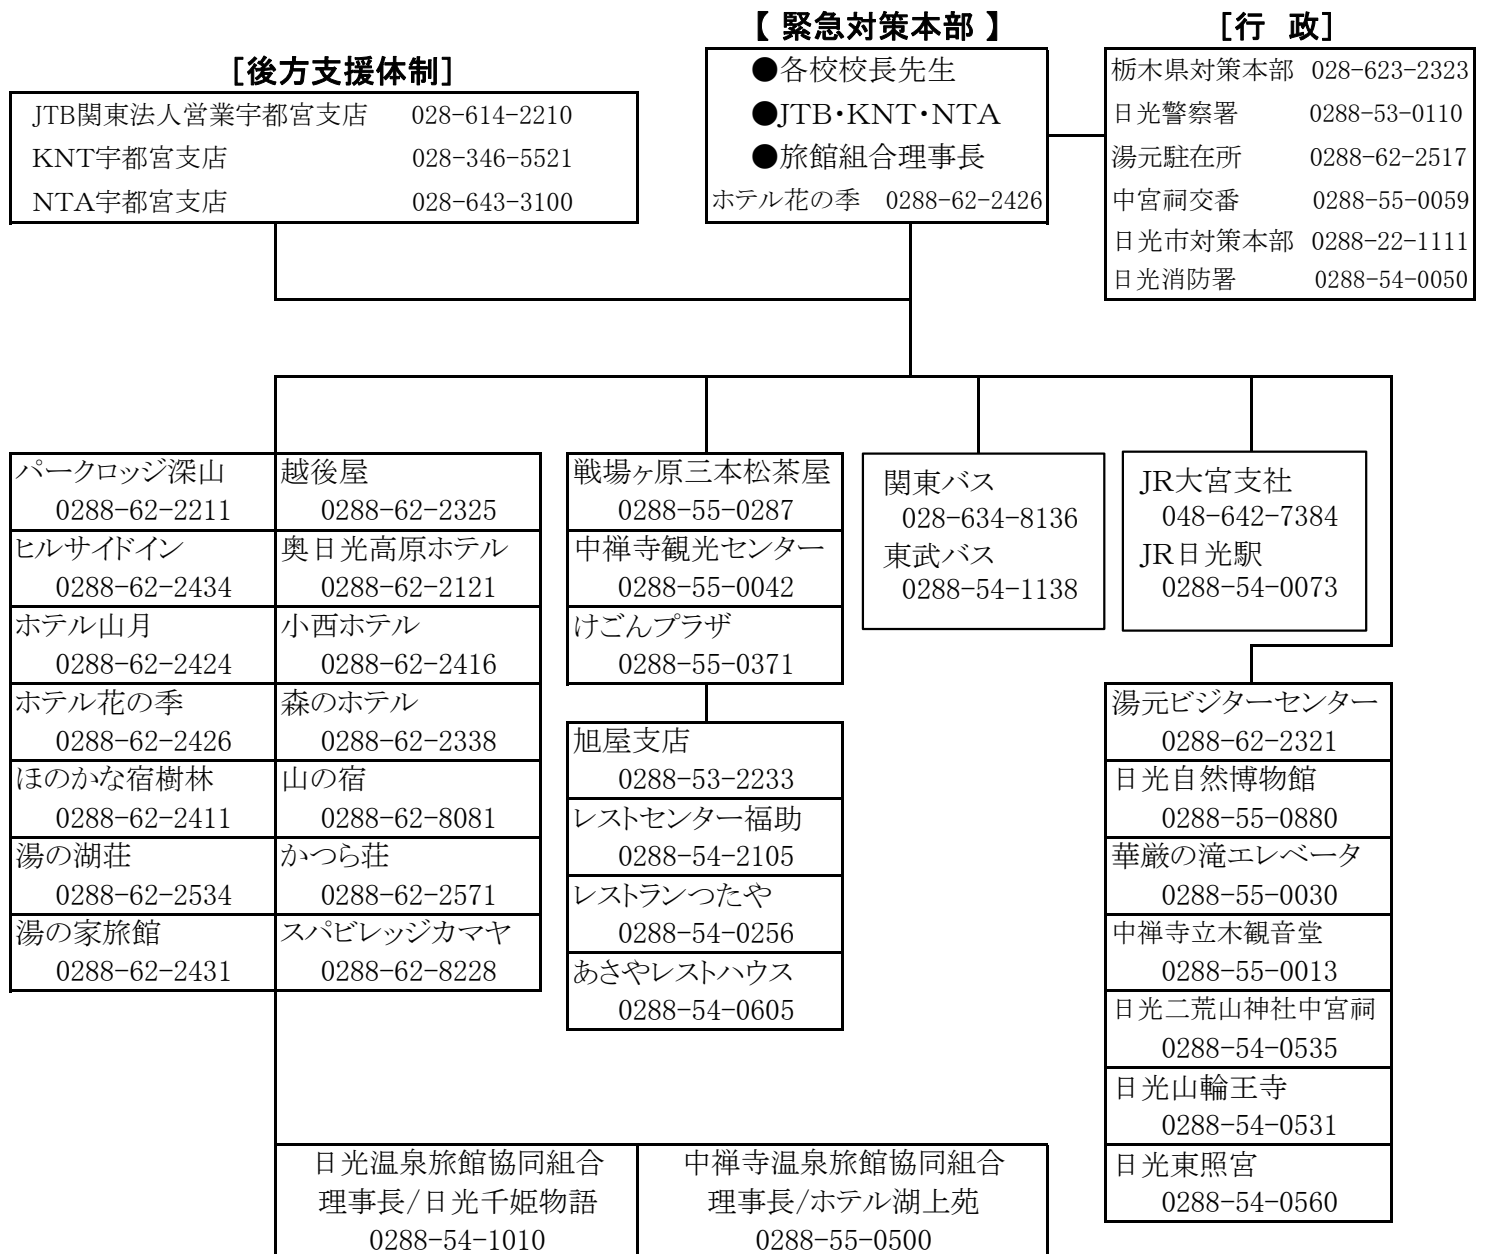 【 緊急対策本部 】
●各校校長先生
●JTB・KNT・NTA
●旅館組合理事長
ホテル花の季 0288-62-2426
[行 政]
栃木県対策本部 028-623-2323
日光警察署 0288-53-0110
湯元駐在所 0288-62-2517
中宮祠交番 0288-55-0059
日光市対策本部 0288-22-1111
日光消防署 0288-54-0050
[後方支援体制]
JTB関東法人営業宇都宮支店 028-614-2210
KNT宇都宮支店 028-346-5521
NTA宇都宮支店 028-643-3100
パークロッジ深山
0288-62-2211
ヒルサイドイン
0288-62-2434
ホテル山月
0288-62-2424
ホテル花の季
0288-62-2426
ほのかな宿樹林
0288-62-2411
湯の湖荘
0288-62-2534
湯の家旅館
0288-62-2431
越後屋
0288-62-2325
奥日光高原ホテル
0288-62-2121
小西ホテル
0288-62-2416
森のホテル
0288-62-2338
山の宿
0288-62-8081
かつら荘
0288-62-2571
スパビレッジカマヤ
0288-62-8228
戦場ヶ原三本松茶屋
0288-55-0287
中禅寺観光センター
0288-55-0042
けごんプラザ
0288-55-0371
旭屋支店
0288-53-2233
レストセンター福助
0288-54-2105
レストランつたや
0288-54-0256
あさやレストハウス
0288-54-0605
関東バス
028-634-8136
東武バス
0288-54-1138
JR大宮支社
048-642-7384
JR日光駅
0288-54-0073
湯元ビジターセンター
0288-62-2321
日光自然博物館
0288-55-0880
華厳の滝エレベータ
0288-55-0030
中禅寺立木観音堂
0288-55-0013
日光二荒山神社中宮祠
0288-54-0535
日光山輪王寺
0288-54-0531
日光東照宮
0288-54-0560
日光温泉旅館協同組合
理事長/日光千姫物語
0288-54-1010
中禅寺温泉旅館協同組合
理事長/ホテル湖上苑
0288-55-0500